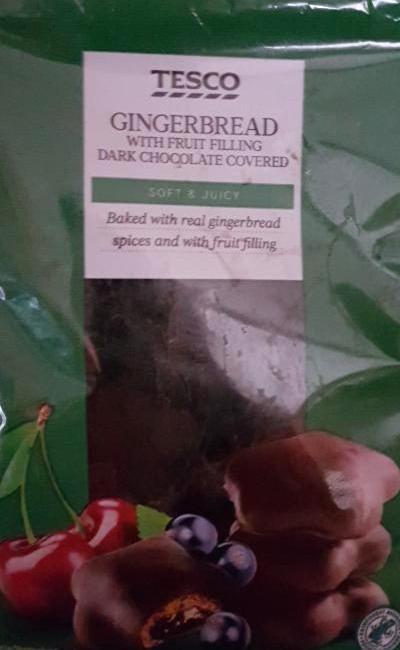 TESCO
GINGERBREAD
WITH FRUIT FILLING
DARK CHOCOLATE COVERED
SOFT & JUICY
Baked with real gingerbread
spices and with fruit filling